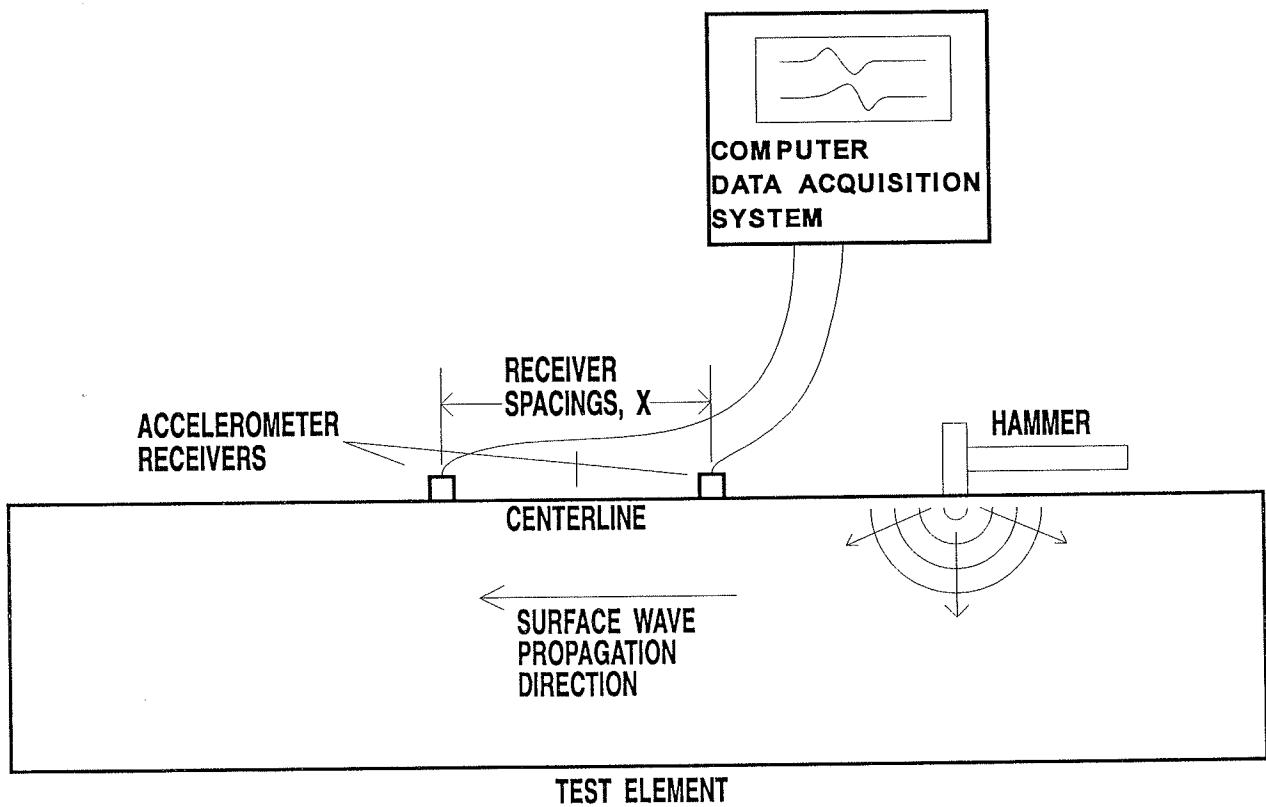 COMPUTER
DATA ACQUISITION
SYSTEM
RECEIVER
SPACINGS, X
ACCELEROMETER
RECEIVERS
HAMMER
CENTERLINE
SURFACE WAVE
PROPAGATION
DIRECTION
TEST ELEMENT